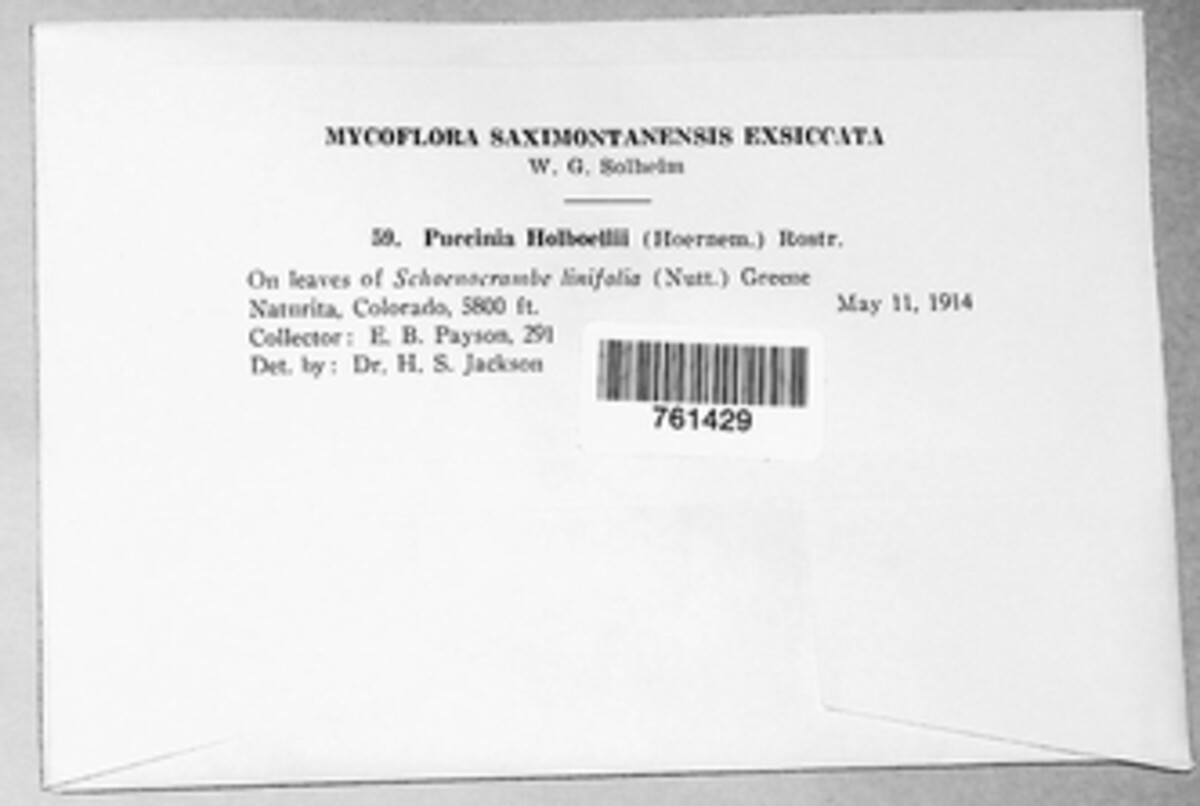 MYCOFLORA SAXIMONTANENSIS EXSICCATA
W. G. Solheim
59. Puccinia Holboellii (Hornem.) Rostr.
On leaves of Schoenocrambe linifolia (Nutt.) Greene
Naturita, Colorado, 5800 ft. May 11, 1914
Collector: E. B. Payson, 291
Det. by: Dr. H. S. Jackson
761429